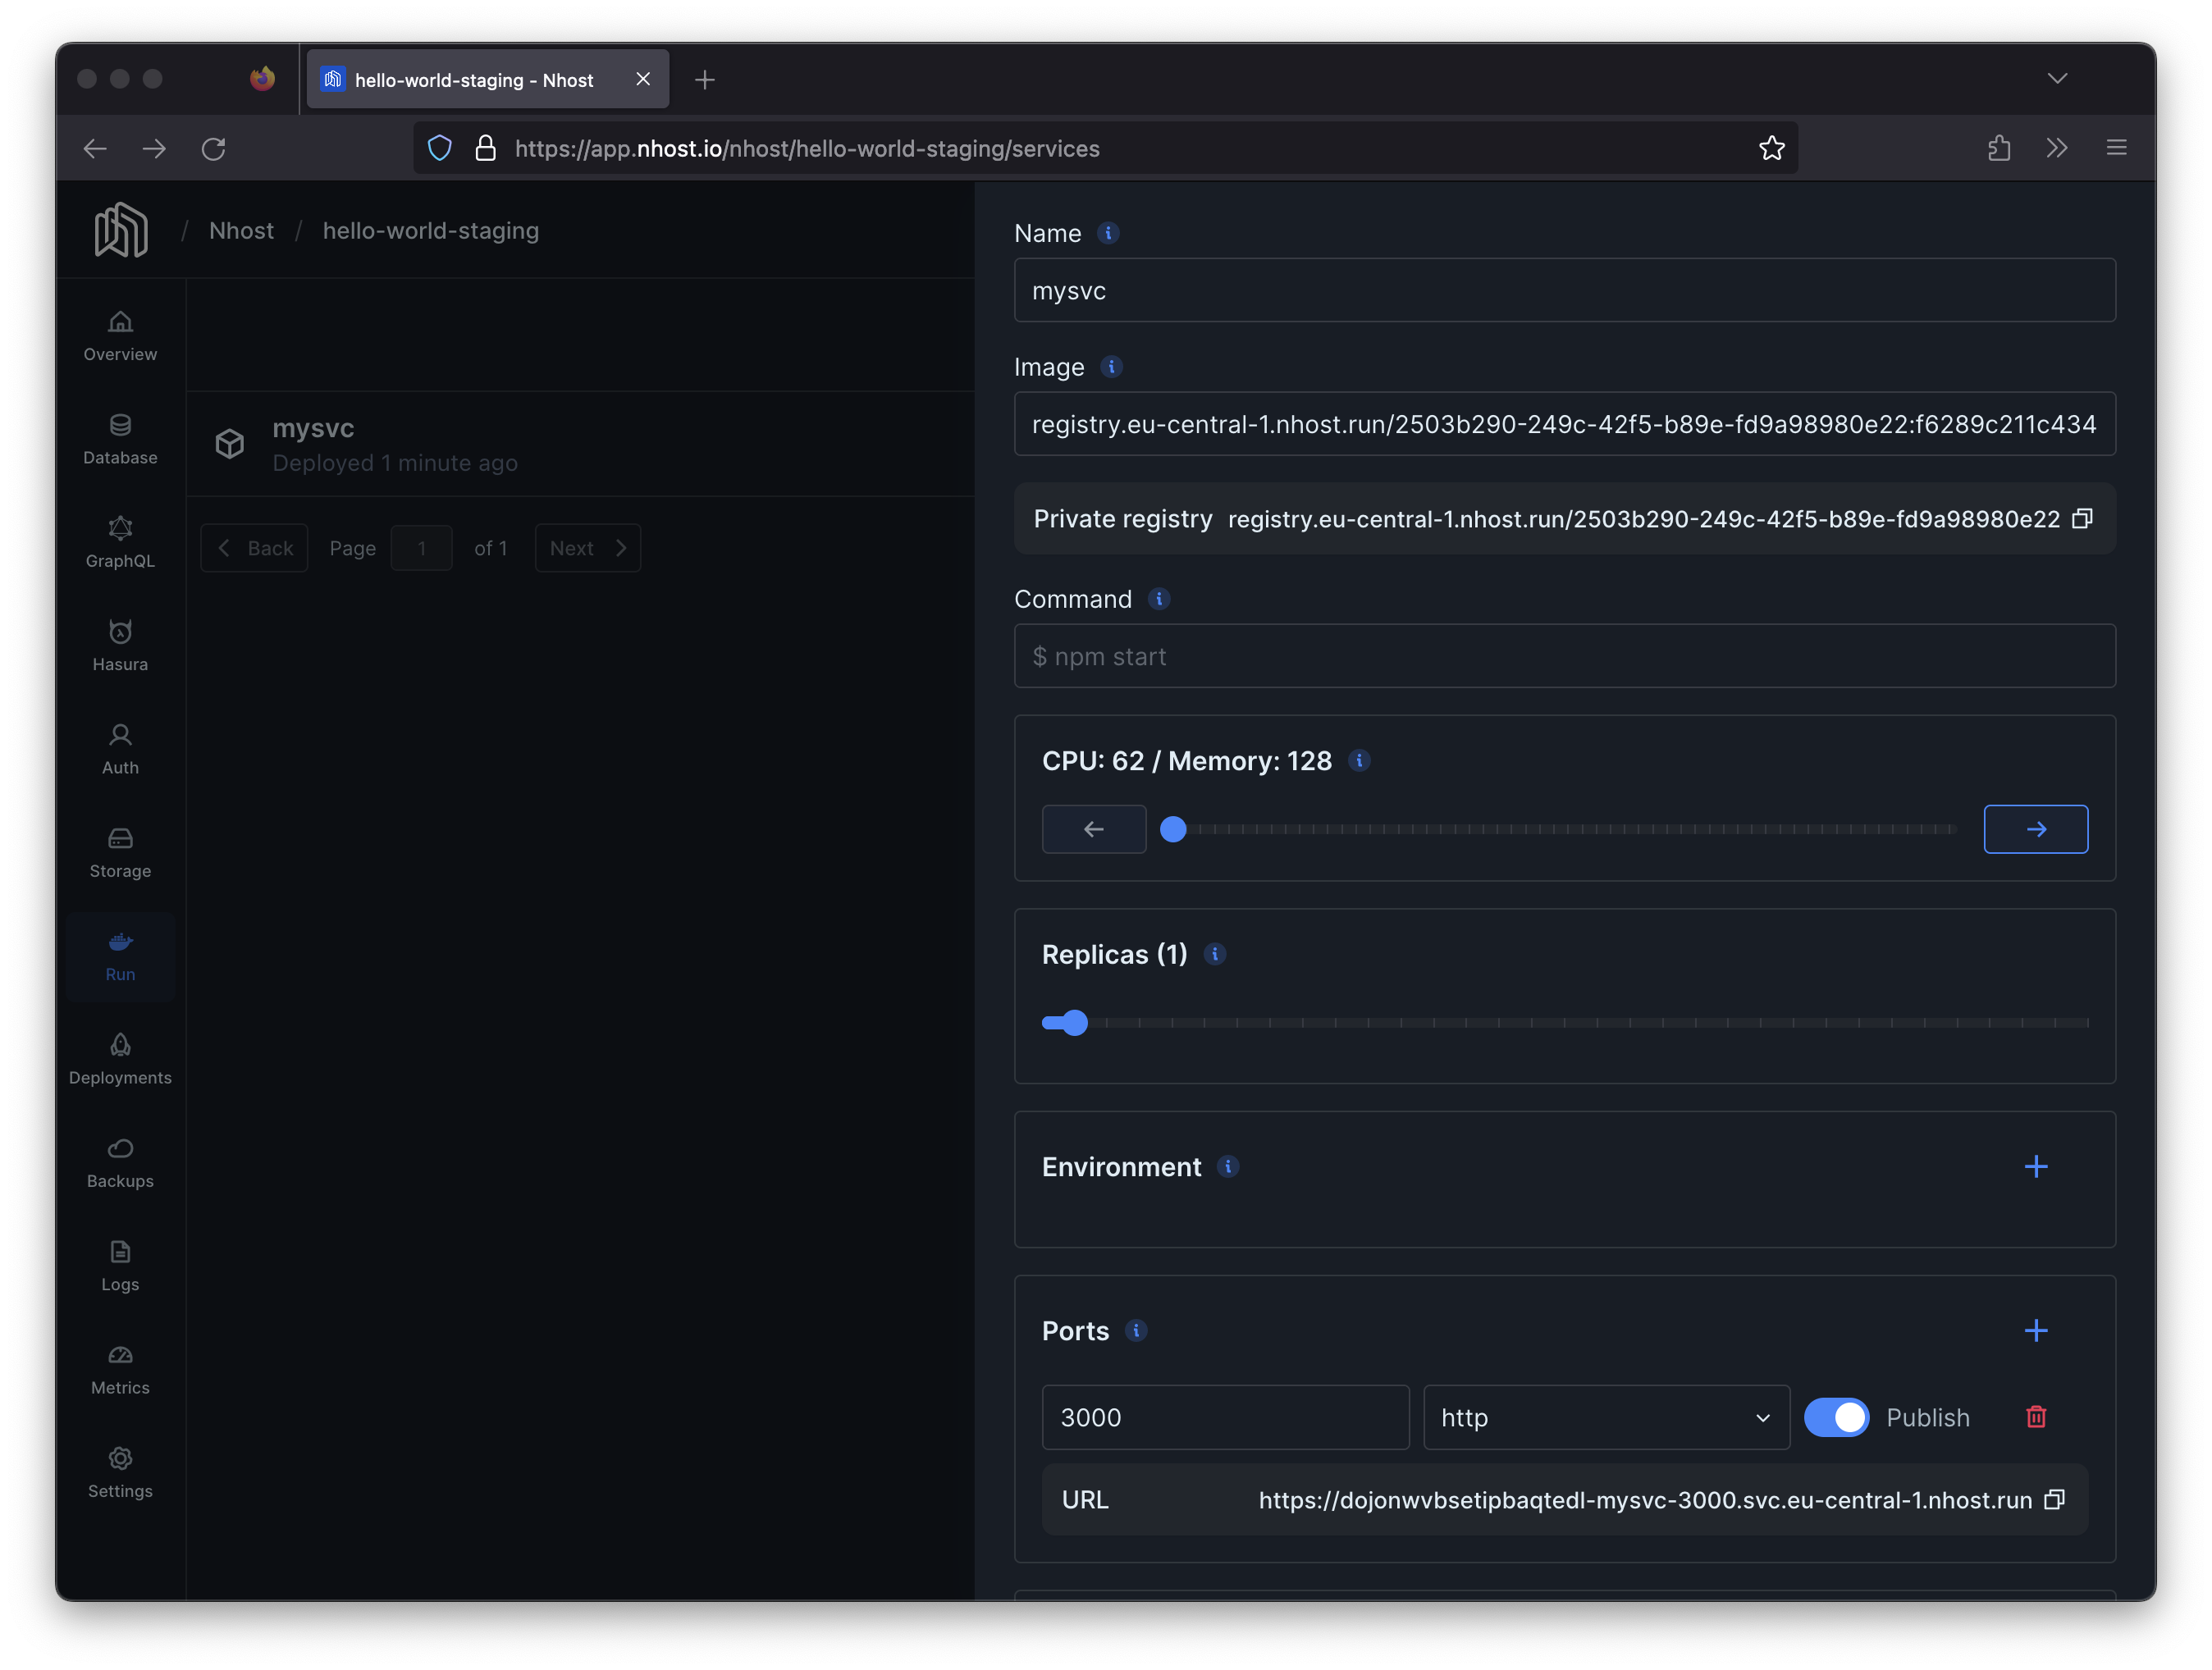 hello-world-staging - Nhost
https://app.nhost.io/nhost/hello-world-staging/services
/ Nhost / hello-world-staging
Overview
Database
GraphQL
Hasura
Auth
Storage
Run
Deployments
Backups
Logs
Metrics
Settings
mysvc
Deployed 1 minute ago
Back Page 1 of 1 Next
Name
mysvc
Image
registry.eu-central-1.nhost.run/2503b290-249c-42f5-b89e-fd9a98980e22:f6289c211c434
Private registry registry.eu-central-1.nhost.run/2503b290-249c-42f5-b89e-fd9a98980e22
Command
$ npm start
CPU: 62 / Memory: 128
Replicas (1)
Environment
Ports
3000 http Publish
URL https://dojonwvbsetipbaqtedl-mysvc-3000.svc.eu-central-1.nhost.run